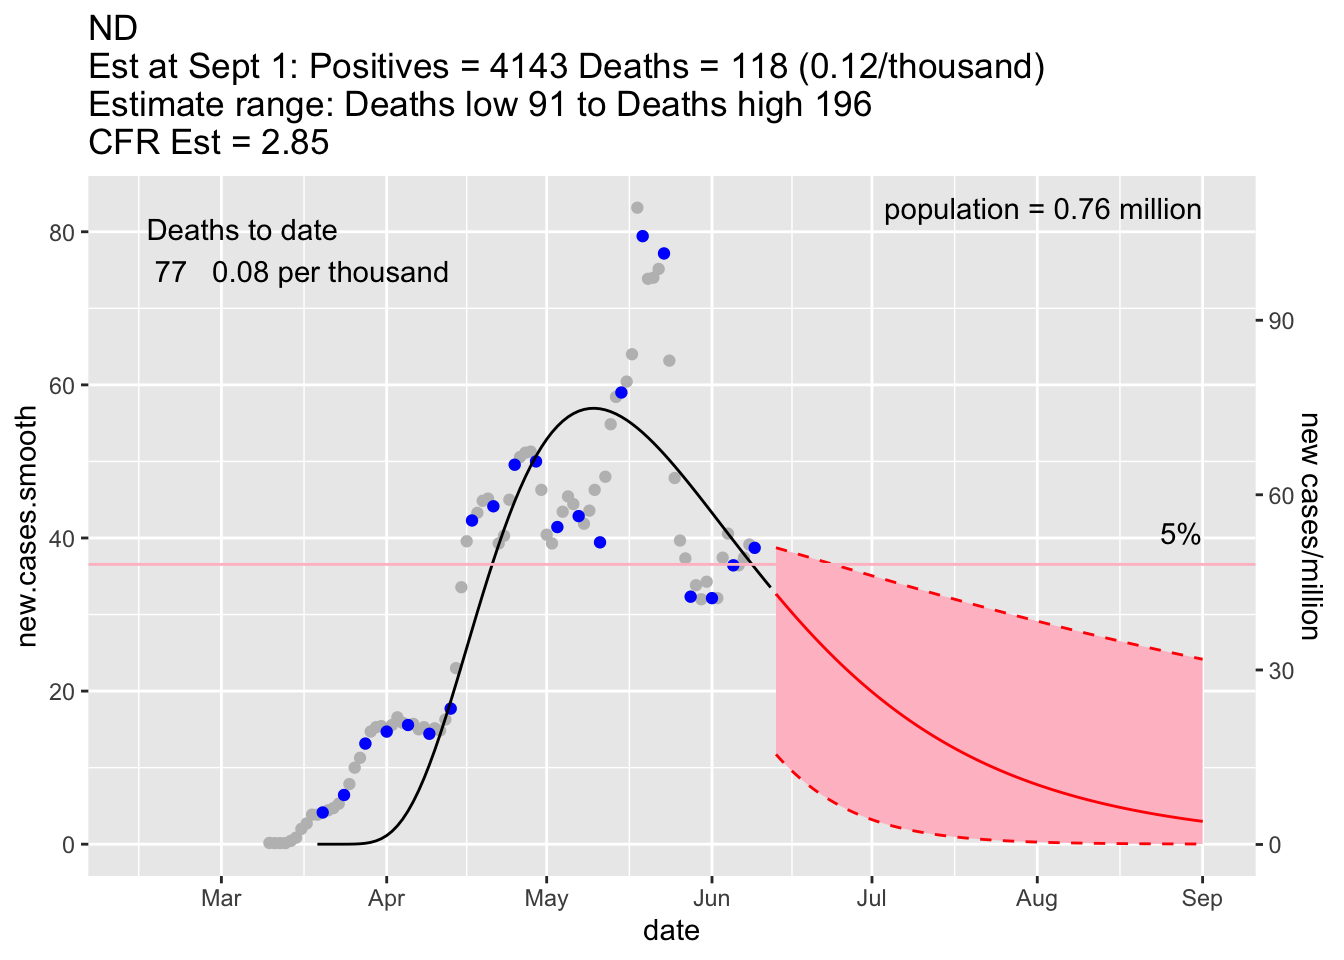 ND
Est at Sept 1: Positives = 4143 Deaths = 118 (0.12/thousand)
Estimate range: Deaths low 91 to Deaths high 196
CFR Est = 2.85
Deaths to date
77 0.08 per thousand
population = 0.76 million
5%
new.cases.smooth
80
60
40
20
0
new cases/million
90
60
30
0
Mar Apr May Jun Jul Aug Sep
date